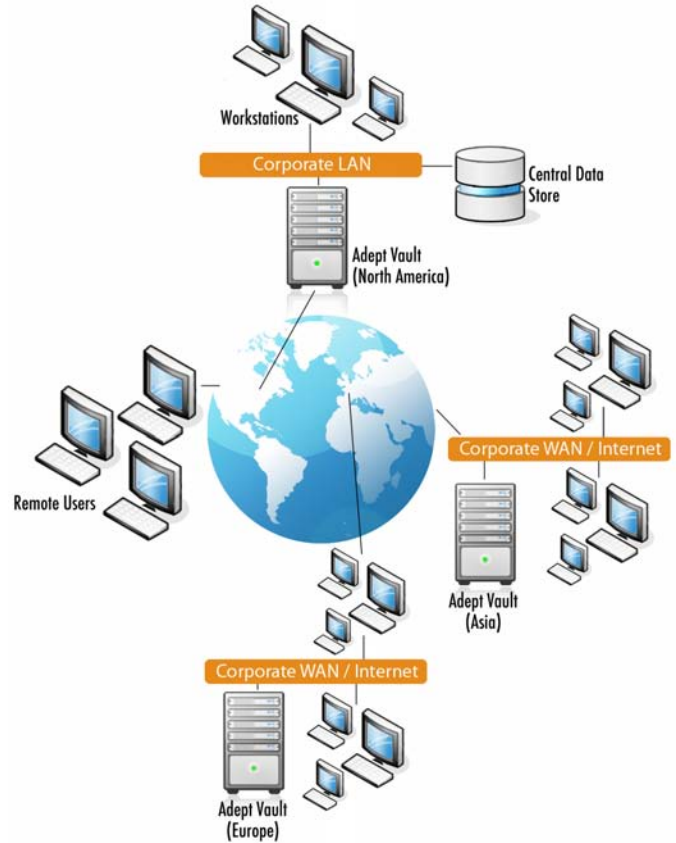 Workstations
Corporate LAN
Central Data
Store
Adept Vault
(North America)
Remote Users
Corporate WAN / Internet
Adept Vault
(Asia)
Corporate WAN / Internet
Adept Vault
(Europe)